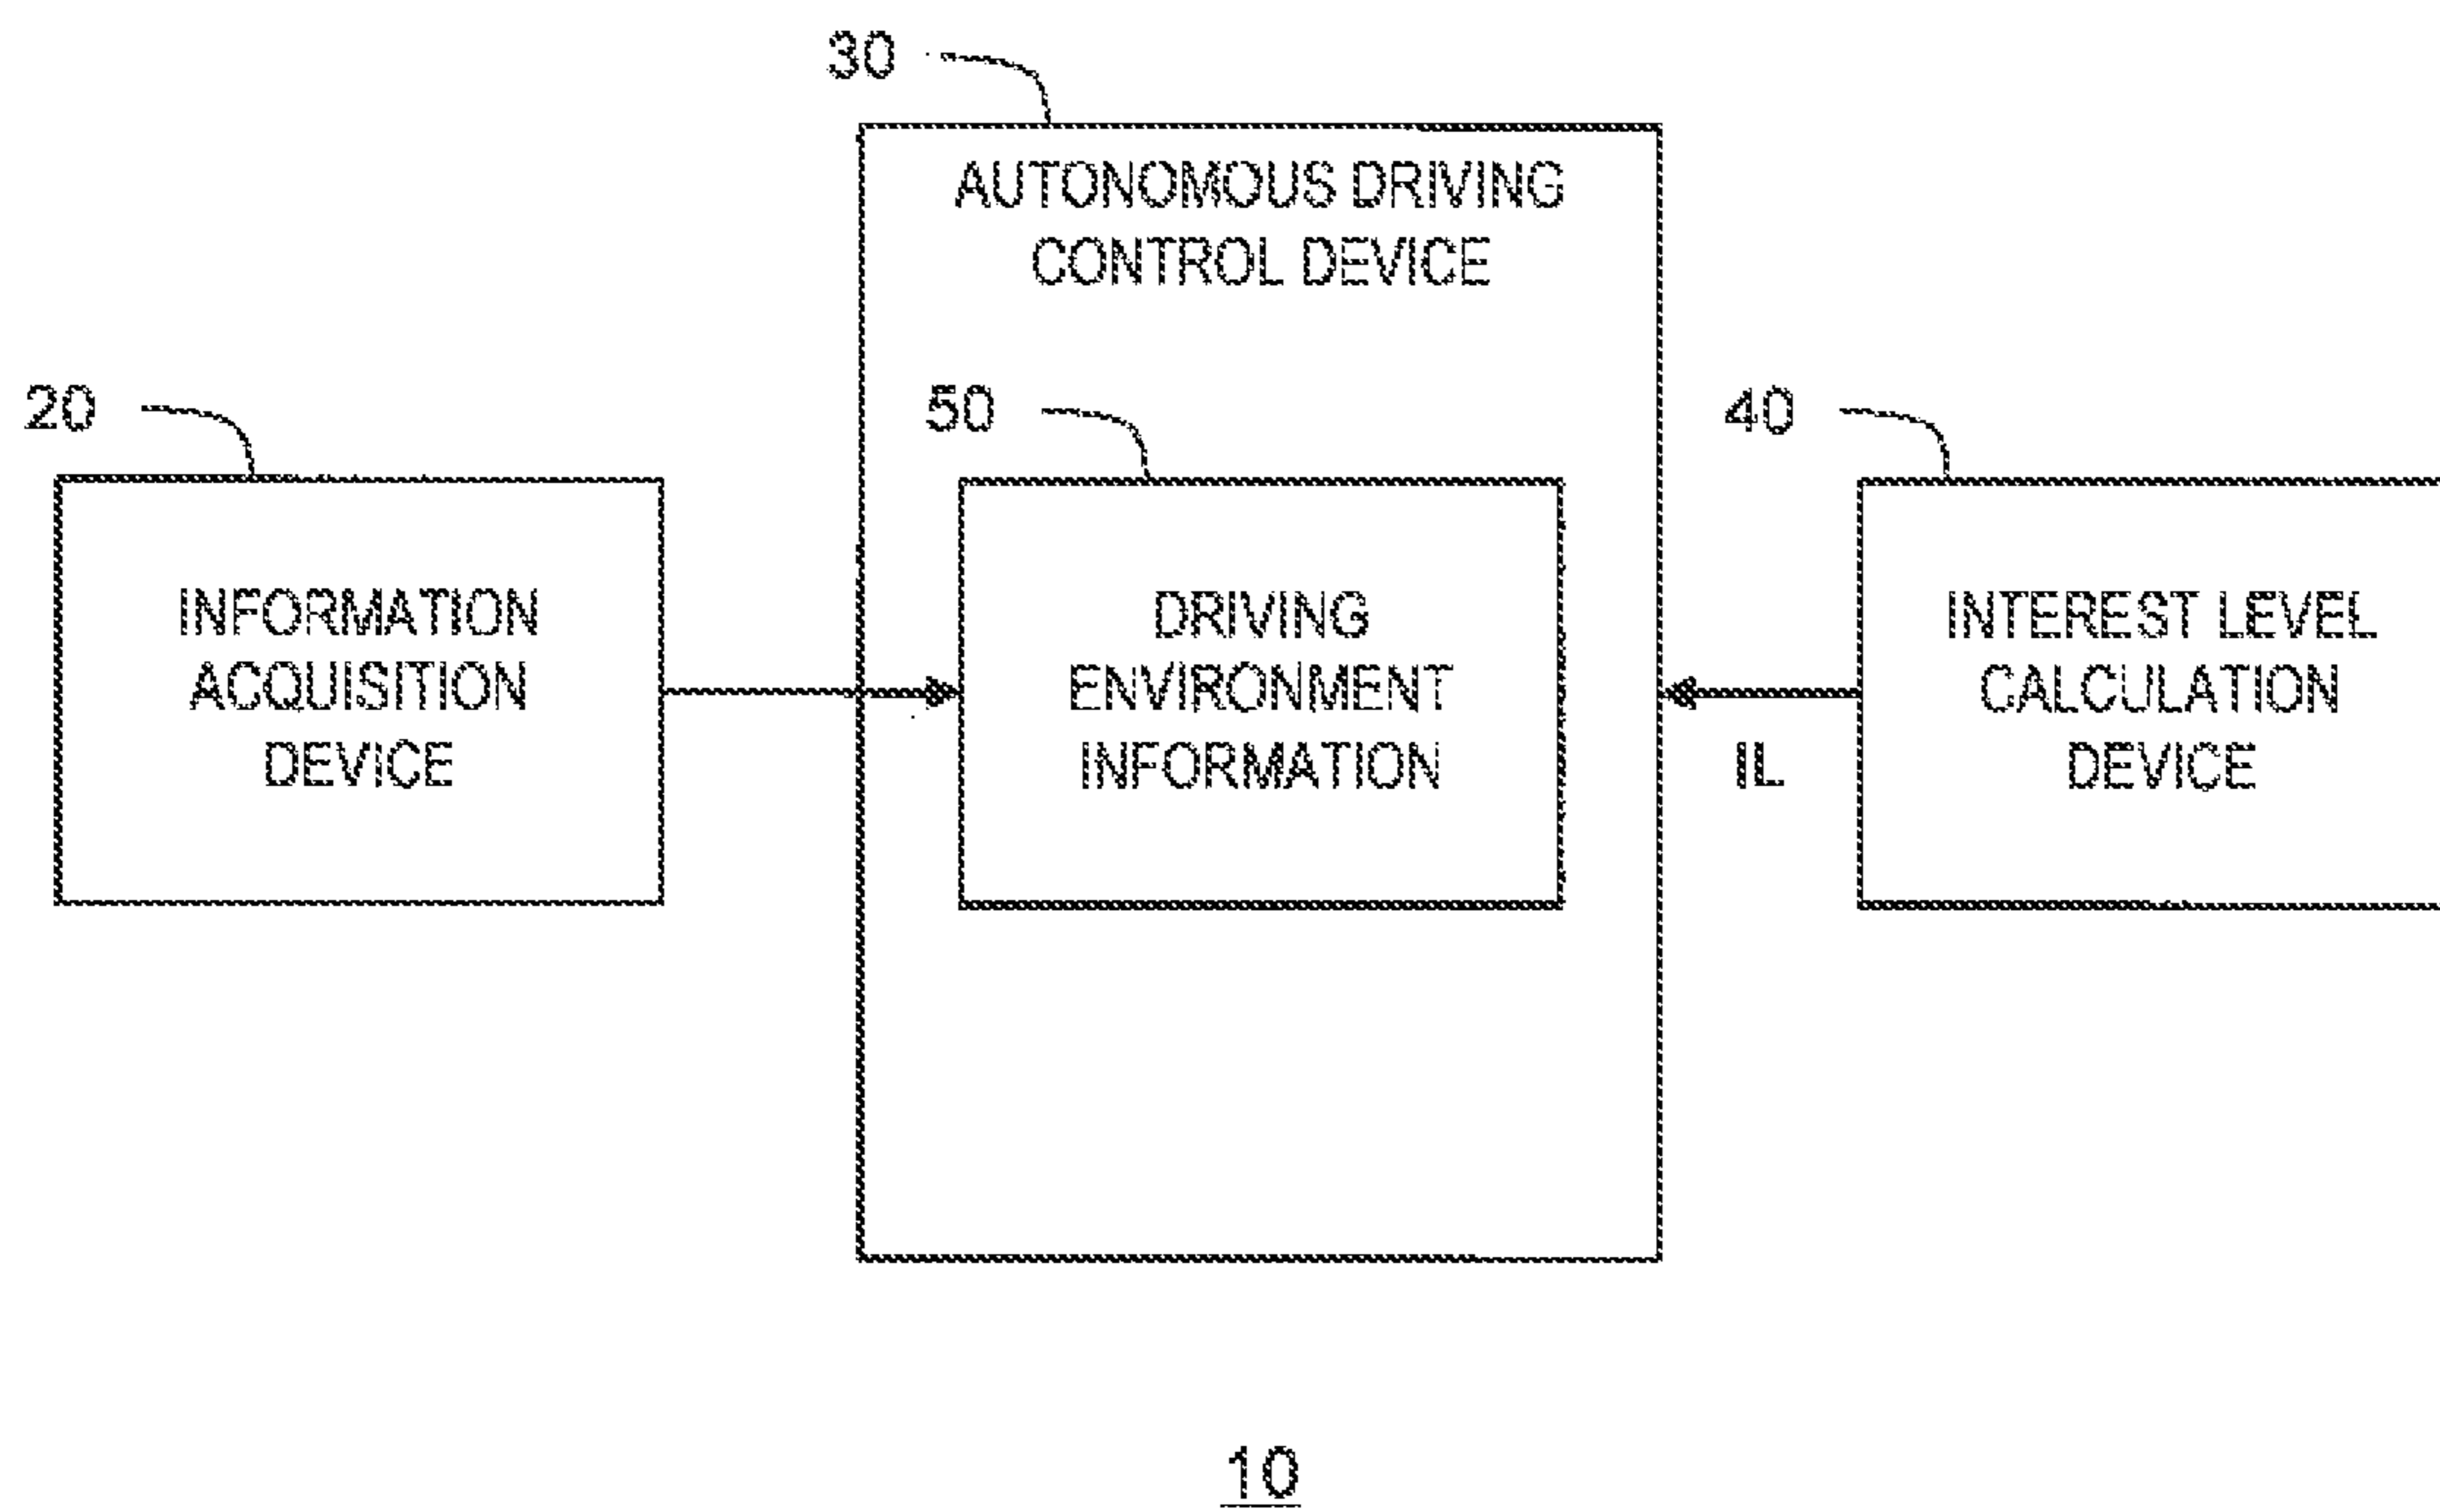 30
AUTONOMOUS DRIVING
CONTROL DEVICE
20
50
40
INFORMATION
ACQUISITION
DEVICE
DRIVING
ENVIRONMENT
INFORMATION
IL
INTEREST LEVEL
CALCULATION
DEVICE
10